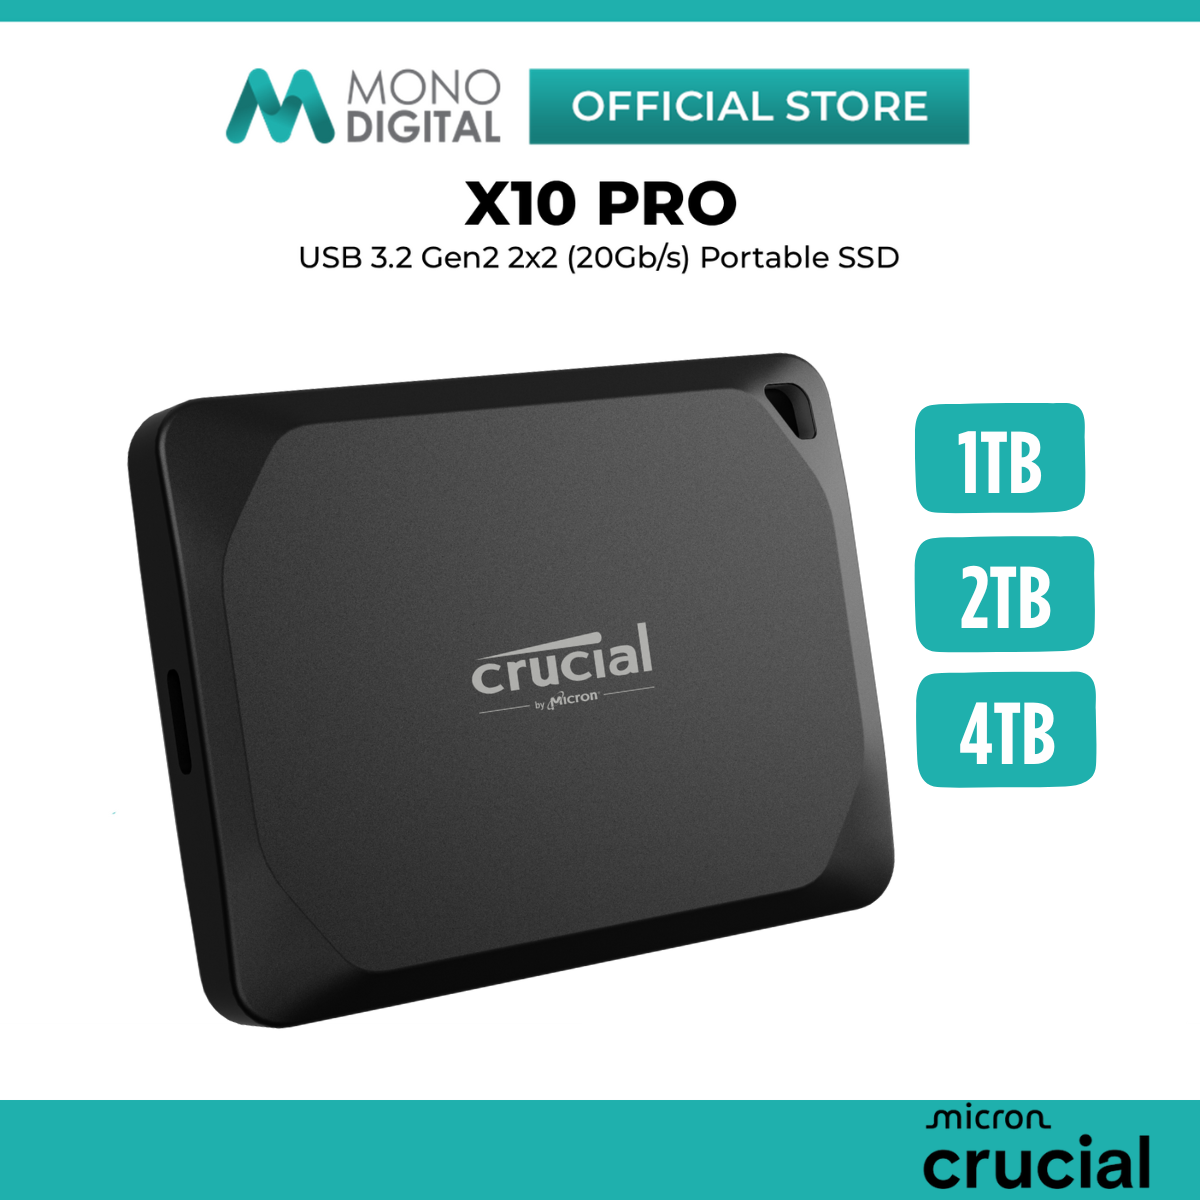 MONO
DIGITAL
OFFICIAL STORE
X10 PRO
USB 3.2 Gen2 2x2 (20Gb/s) Portable SSD
1TB
2TB
4TB
crucial
by Micron
micron
crucial